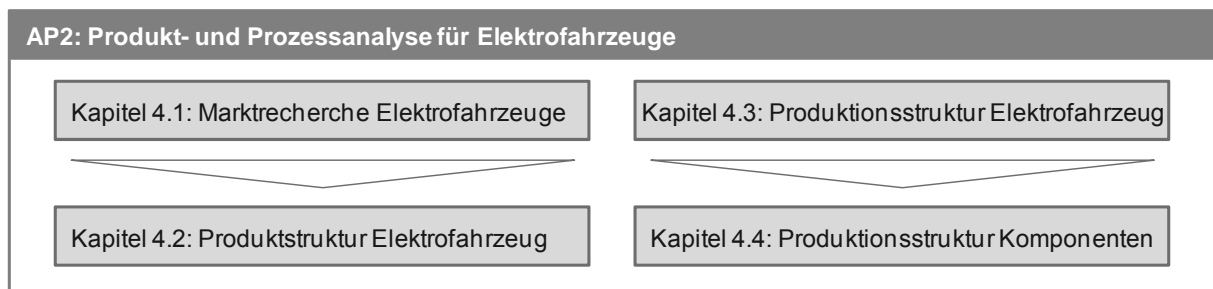 AP2: Produkt- und Prozessanalyse für Elektrofahrzeuge
Kapitel 4.1: Marktrecherche Elektrofahrzeuge
Kapitel 4.2: Produktstruktur Elektrofahrzeug
Kapitel 4.3: Produktionsstruktur Elektrofahrzeug
Kapitel 4.4: Produktionsstruktur Komponenten